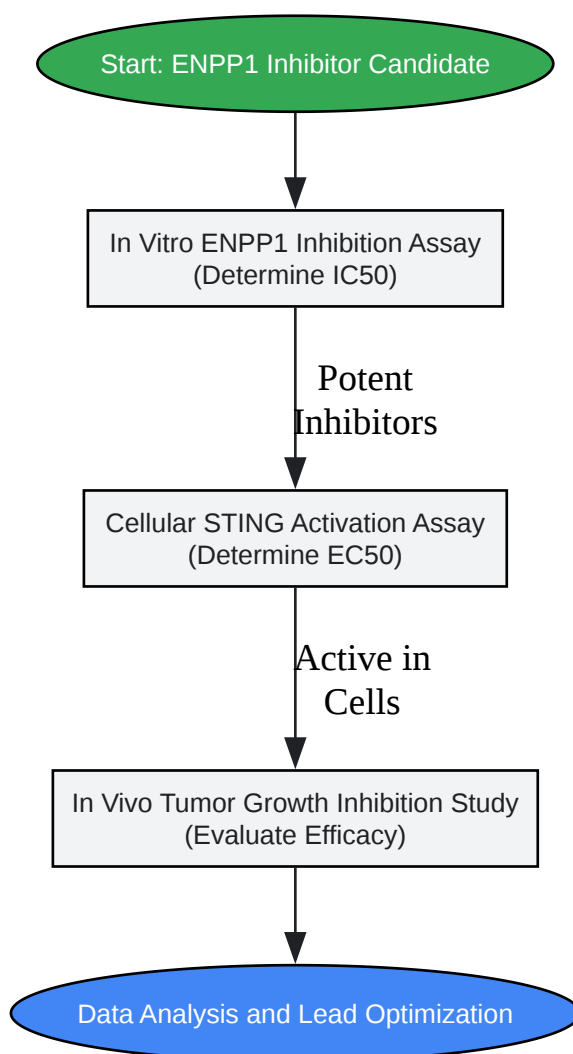 Start: ENPP1 Inhibitor Candidate
In Vitro ENPP1 Inhibition Assay
(Determine IC50)
Potent
Inhibitors
Cellular STING Activation Assay
(Determine EC50)
Active in
Cells
In Vivo Tumor Growth Inhibition Study
(Evaluate Efficacy)
Data Analysis and Lead Optimization